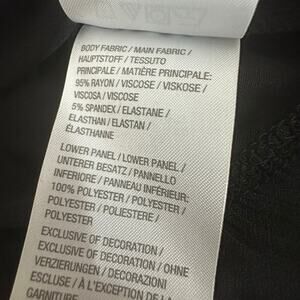 BODY FABRIC / MAIN FABRIC /
HAUPTSTOFF / TESSUTO
PRINCIPALE / MATIÈRE PRINCIPALE:
95% RAYON / VISCOSE / VISKOSE /
VISCOSA / VISCOSE
5% SPANDEX / ELASTANE /
ELASTHAN / ELASTAN /
ÉLASTHANNE
LOWER PANEL / LOWER PANEL /
UNTERER BESATZ / PANNELLO
INFERIORE / PANNEAU INFÉRIEUR:
100% POLYESTER / POLYESTER /
POLYESTER / POLIESTERE /
POLYESTER
EXCLUSIVE OF DECORATION /
EXCLUSIVE OF DECORATION / OHNE
VERZIERUNGEN / DECORAZIONI
ESCLUSE / À L'EXCEPTION DE LA
GARNITURE